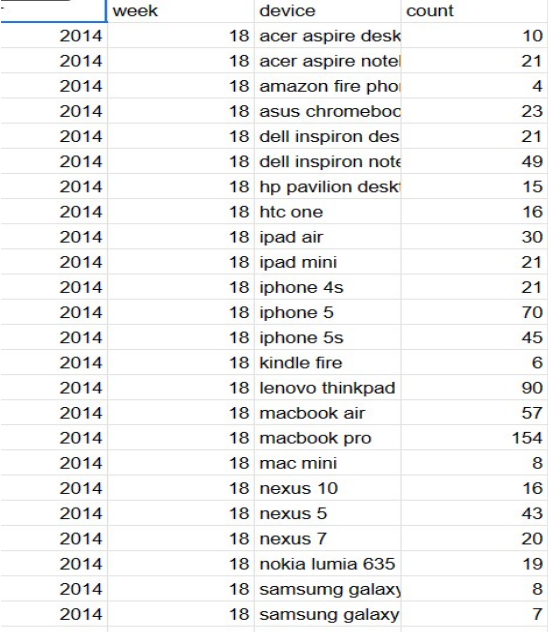 week device count
2014 18 acer aspire desk 10
2014 18 acer aspire note 21
2014 18 amazon fire pho 4
2014 18 asus chromeboo 23
2014 18 dell inspiron des 21
2014 18 dell inspiron note 49
2014 18 hp pavilion desk 15
2014 18 htc one 16
2014 18 ipad air 30
2014 18 ipad mini 21
2014 18 iphone 4s 21
2014 18 iphone 5 70
2014 18 iphone 5s 45
2014 18 kindle fire 6
2014 18 lenovo thinkpad 90
2014 18 macbook air 57
2014 18 macbook pro 154
2014 18 mac mini 8
2014 18 nexus 10 16
2014 18 nexus 5 43
2014 18 nexus 7 20
2014 18 nokia lumia 635 19
2014 18 samsumg galaxy 8
2014 18 samsung galaxy 7